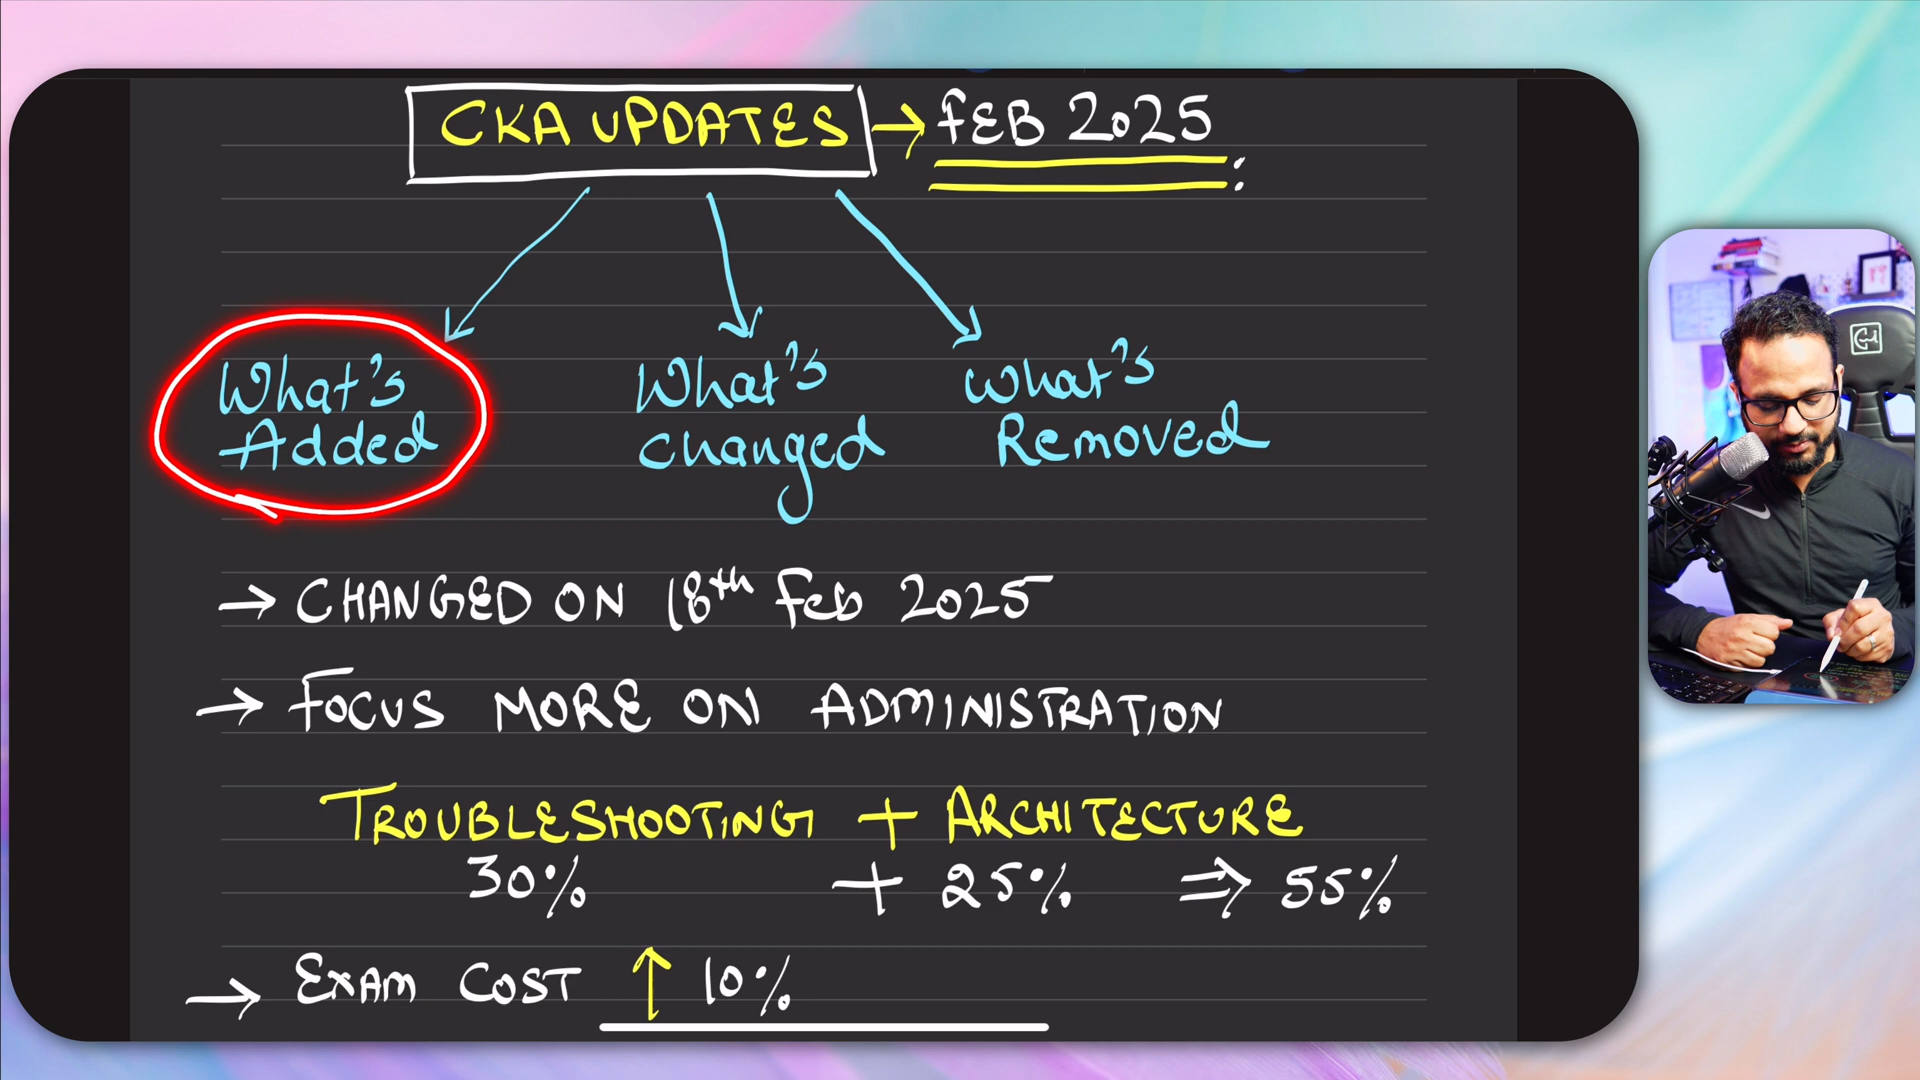 CKA UPDATES → FEB 2025:
What's Added
What's changed
What's Removed
→ CHANGED ON 18th Feb 2025
→ FOCUS MORE ON ADMINISTRATION
TROUBLESHOOTING + ARCHITECTURE
30% + 25% ⇒ 55%
→ EXAM COST ↑ 10%